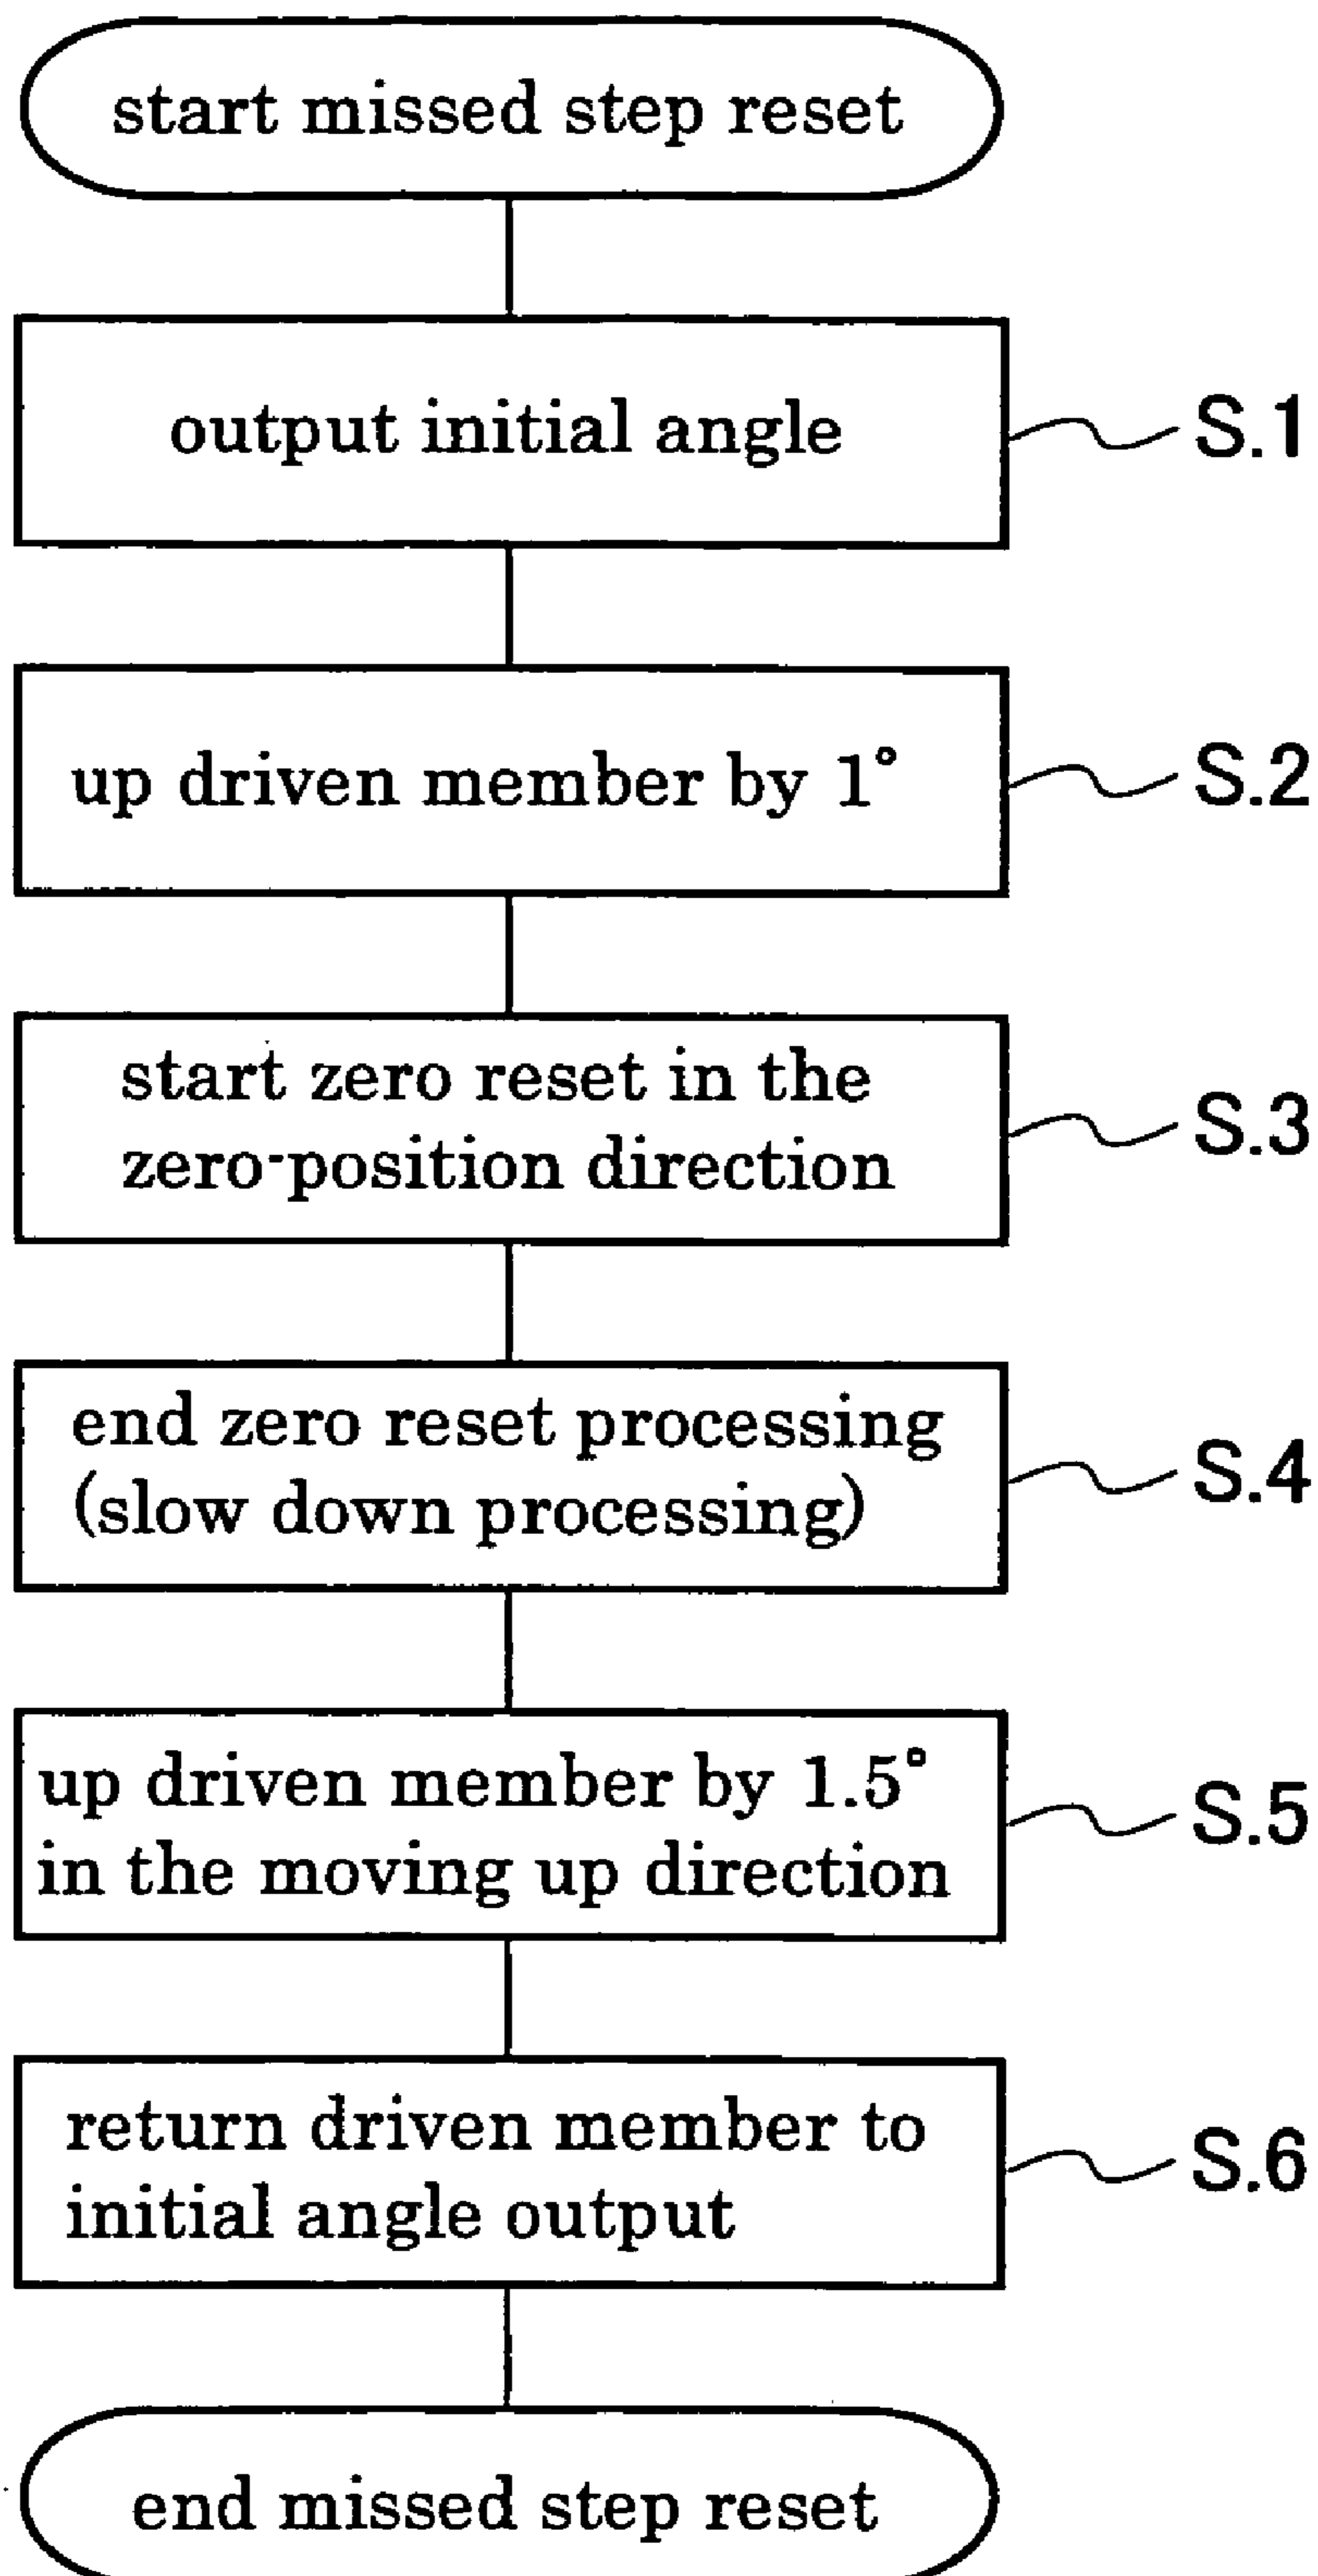 start missed step reset
output initial angle
S.1
up driven member by 1°
S.2
start zero reset in the
zero-position direction
S.3
end zero reset processing
(slow down processing)
S.4
up driven member by 1.5°
in the moving up direction
S.5
return driven member to
initial angle output
S.6
end missed step reset